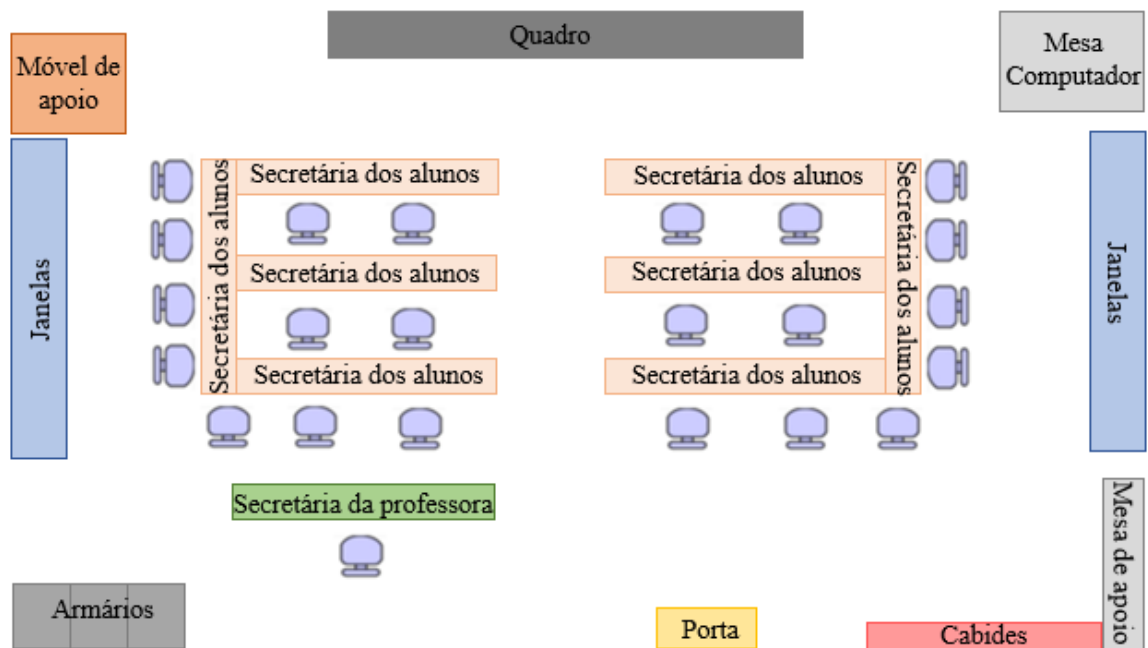 Quadro
Móvel de
apoio
Mesa
Computador
Janelas
Secretária dos alunos
Secretária dos alunos
Secretária dos alunos
Secretária dos alunos
Secretária dos alunos
Secretária dos alunos
Secretária dos alunos
Secretária dos alunos
Janelas
Secretária da professora
Mesa de apoio
Armários
Porta
Cabides